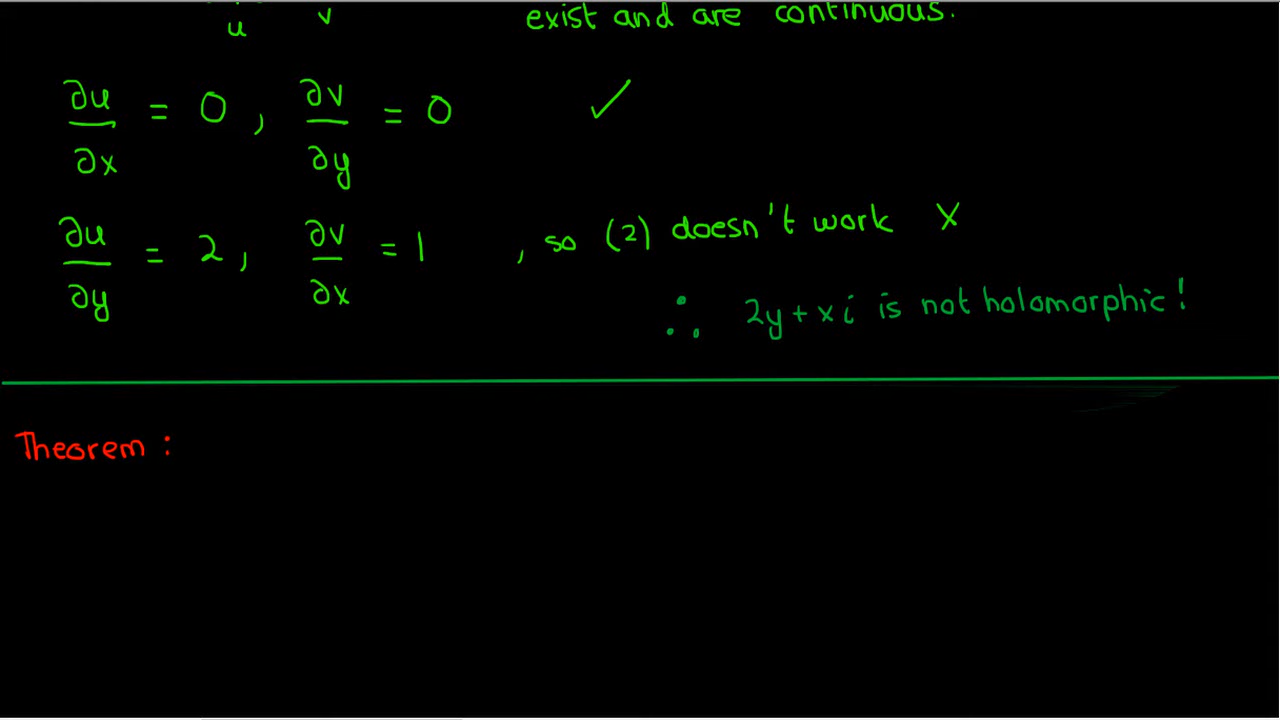 u v exist and are continuous.
∂u/∂x = 0, ∂v/∂y = 0 ✓
∂u/∂y = 2, ∂v/∂x = 1 , so (2) doesn't work X
∴ 2y + xi is not holomorphic!
Theorem :